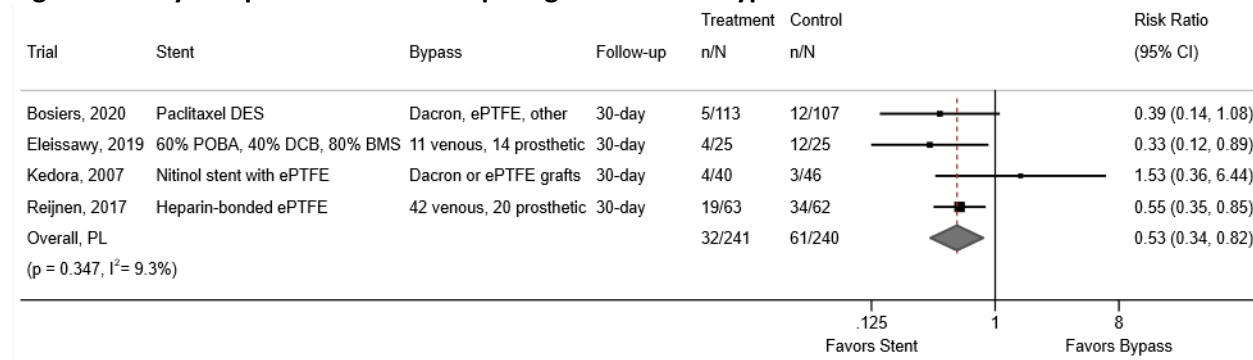 Treatment Control Risk Ratio
Trial Stent Bypass Follow-up n/N n/N (95% CI)
Bosiers, 2020 Paclitaxel DES Dacron, ePTFE, other 30-day 5/113 12/107 0.39 (0.14, 1.08)
Eleissawy, 2019 60% POBA, 40% DCB, 80% BMS 11 venous, 14 prosthetic 30-day 4/25 12/25 0.33 (0.12, 0.89)
Kedora, 2007 Nitinol stent with ePTFE Dacron or ePTFE grafts 30-day 4/40 3/46 1.53 (0.36, 6.44)
Reijnen, 2017 Heparin-bonded ePTFE 42 venous, 20 prosthetic 30-day 19/63 34/62 0.55 (0.35, 0.85)
Overall, PL 32/241 61/240 0.53 (0.34, 0.82)
(p = 0.347, I²= 9.3%)
.125 1 8
Favors Stent Favors Bypass